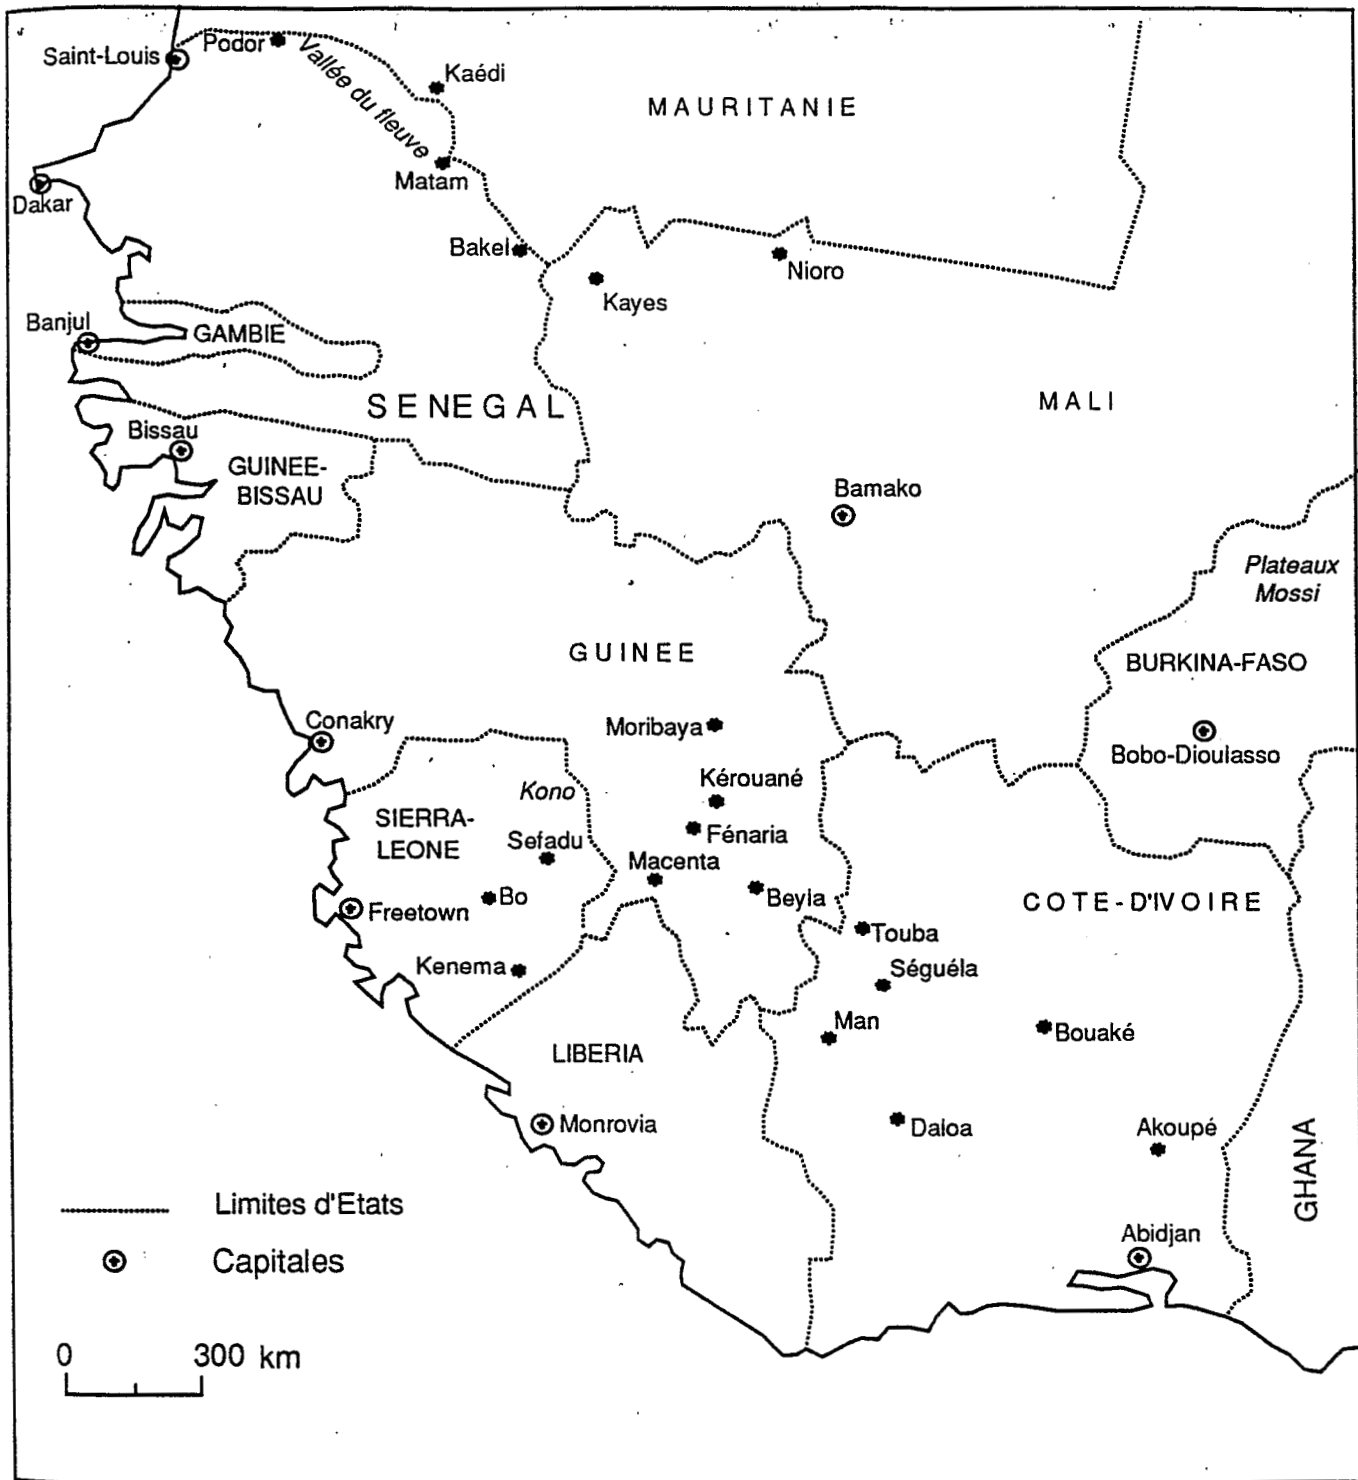 Saint-Louis
Podor
Vallée du fleuve
Kaédi
MAURITANIE
Matam
Dakar
Bakel
Nioro
Kayes
Banjul
GAMBIE
SENEGAL
MALI
Bissau
GUINEE-
BISSAU
Bamako
Plateaux
Mossi
GUINEE
BURKINA-FASO
Moribaya
Conakry
Bobo-Dioulasso
Kérouané
Kono
SIERRA-
LEONE
Fénaria
Sefadu
Macenta
Bo
Beyla
COTE-D'IVOIRE
Freetown
Touba
Kenema
Séguéla
Man
Bouaké
LIBERIA
Monrovia
Daloa
Akoupé
GHANA
Abidjan
Limites d'Etats
Capitales
0 300 km